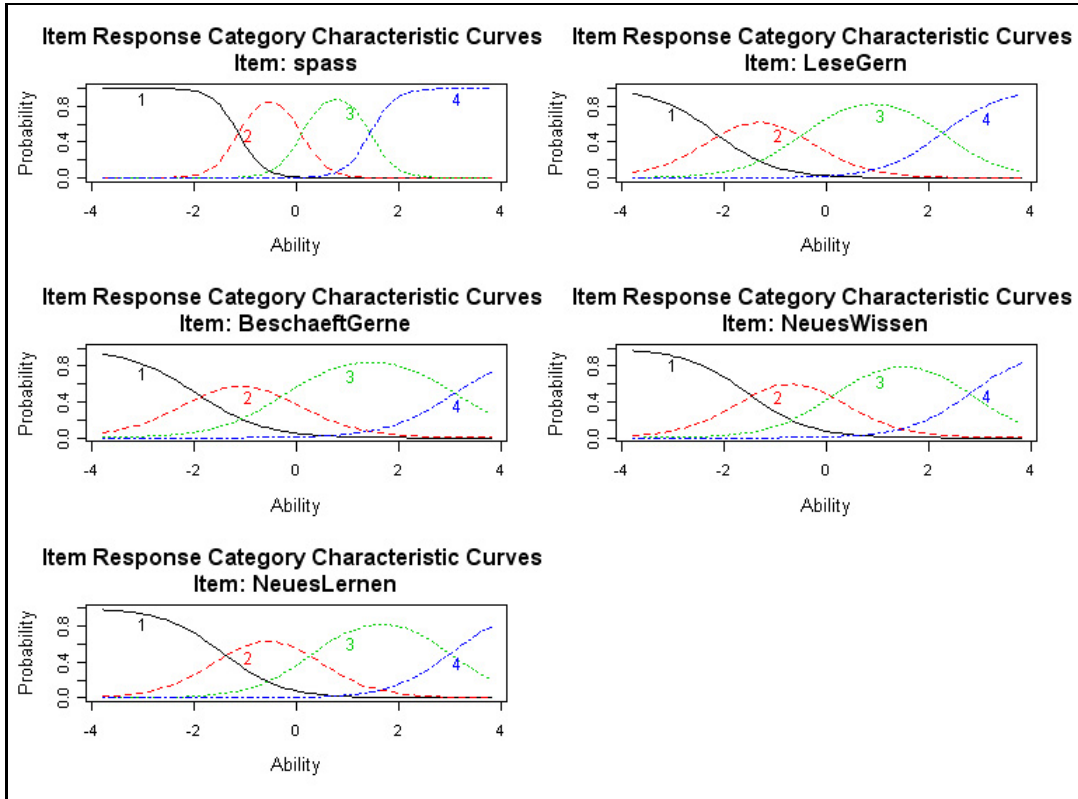 Item Response Category Characteristic Curves
Item: spass
Probability
0.0 0.4 0.8
1
2
3
4
-4 -2 0 2 4
Ability
Item Response Category Characteristic Curves
Item: LeseGern
Probability
0.0 0.4 0.8
1
2
3
4
-4 -2 0 2 4
Ability
Item Response Category Characteristic Curves
Item: BeschaeftGerne
Probability
0.0 0.4 0.8
1
2
3
4
-4 -2 0 2 4
Ability
Item Response Category Characteristic Curves
Item: NeuesWissen
Probability
0.0 0.4 0.8
1
2
3
4
-4 -2 0 2 4
Ability
Item Response Category Characteristic Curves
Item: NeuesLernen
Probability
0.0 0.4 0.8
1
2
3
4
-4 -2 0 2 4
Ability